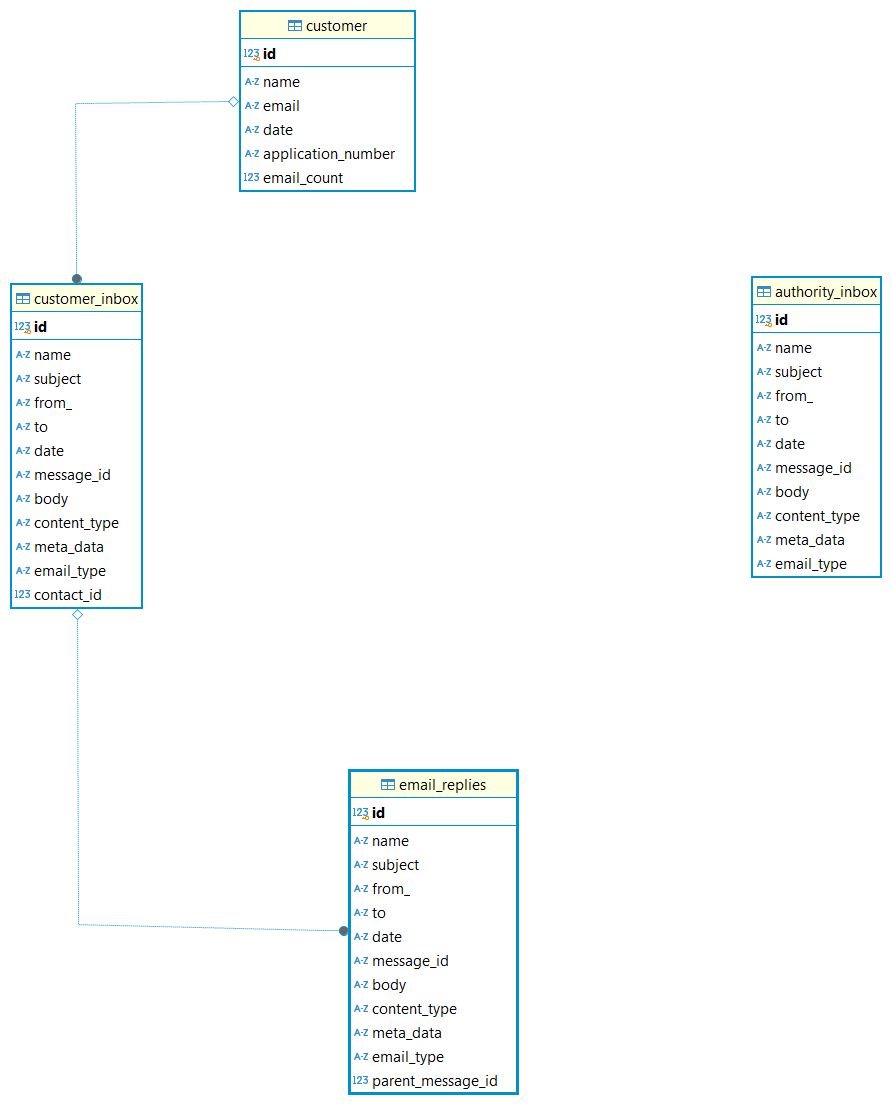 customer
123 id
A-Z name
A-Z email
A-Z date
A-Z application_number
123 email_count
customer_inbox
123 id
A-Z name
A-Z subject
A-Z from_
A-Z to
A-Z date
A-Z message_id
A-Z body
A-Z content_type
A-Z meta_data
A-Z email_type
123 contact_id
authority_inbox
123 id
A-Z name
A-Z subject
A-Z from_
A-Z to
A-Z date
A-Z message_id
A-Z body
A-Z content_type
A-Z meta_data
A-Z email_type
email_replies
123 id
A-Z name
A-Z subject
A-Z from_
A-Z to
A-Z date
A-Z message_id
A-Z body
A-Z content_type
A-Z meta_data
A-Z email_type
123 parent_message_id